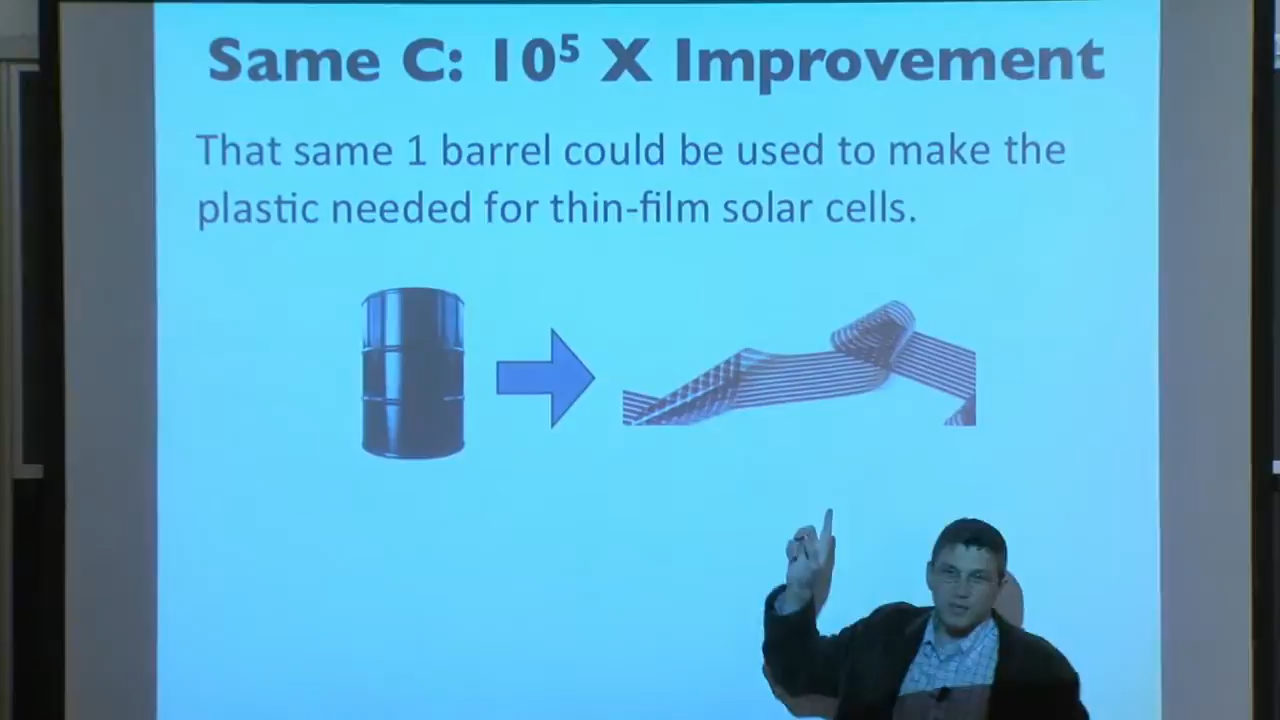 Same C: 10⁵ X Improvement
That same 1 barrel could be used to make the
plastic needed for thin-film solar cells.